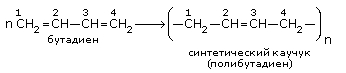 1 2 3 4 1 2 3 4
n CH₂=CH–CH=CH₂ ⟶ (–CH₂–CH=CH–CH₂–)n
бутадиен
синтетический каучук
(полибутадиен)